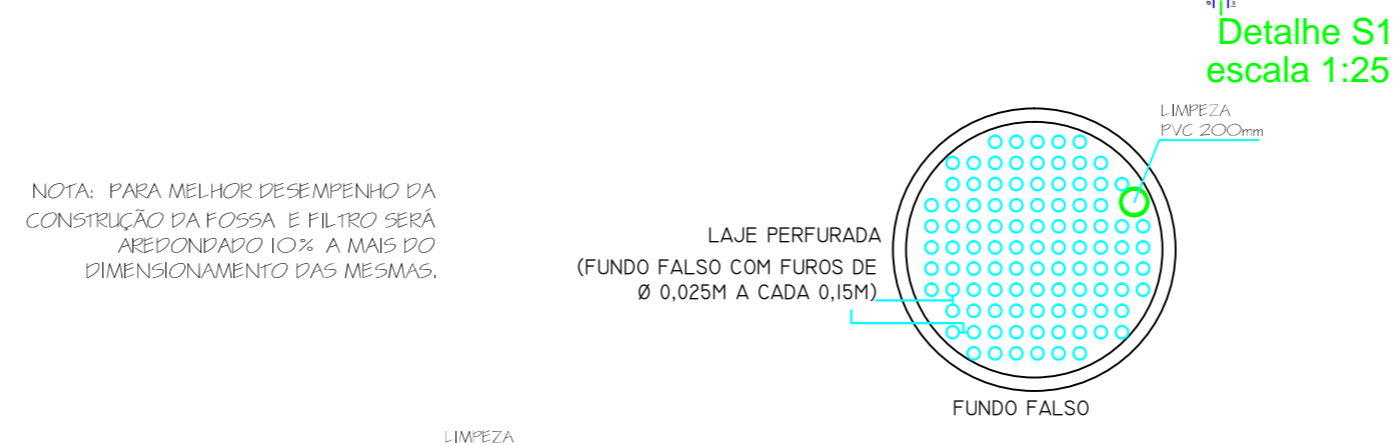 Detalhe S1
escala 1:25
LIMPEZA
PVC 200mm
NOTA: PARA MELHOR DESEMPENHO DA
CONSTRUÇÃO DA FOSSA E FILTRO SERÁ
AREDONDADO 10% A MAIS DO
DIMENSIONAMENTO DAS MESMAS.
LAJE PERFURADA
(FUNDO FALSO COM FUROS DE
Ø 0,025M A CADA 0,15M)
FUNDO FALSO
LIMPEZA